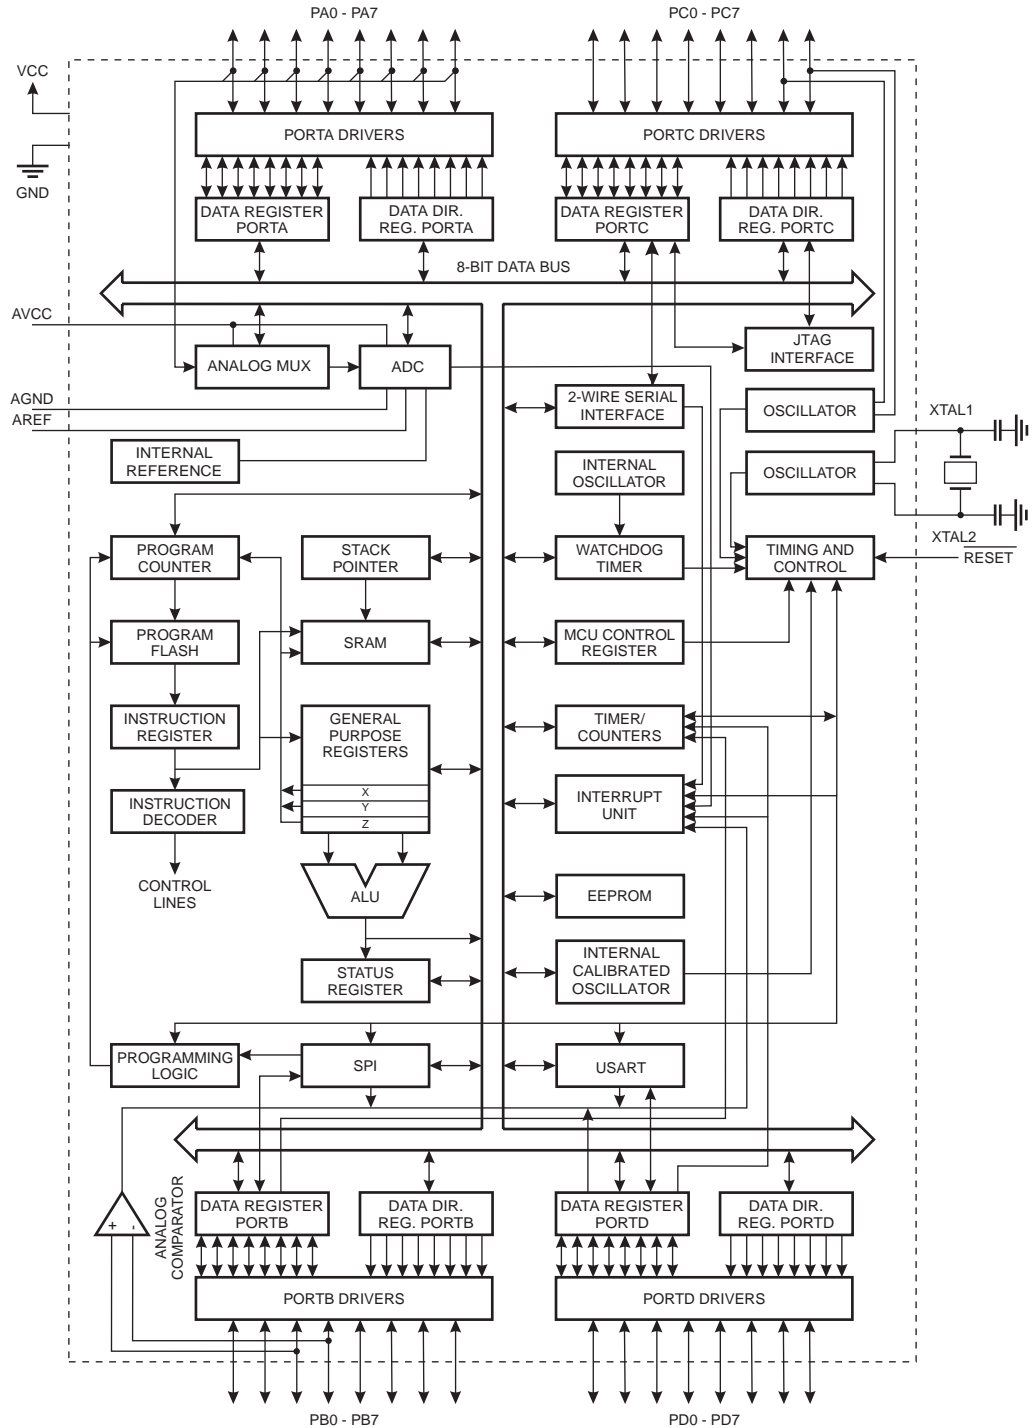 PA0 - PA7
PC0 - PC7
VCC
GND
PORTA DRIVERS
PORTC DRIVERS
DATA REGISTER
PORTA
DATA DIR.
REG. PORTA
DATA REGISTER
PORTC
DATA DIR.
REG. PORTC
8-BIT DATA BUS
AVCC
ANALOG MUX
ADC
JTAG
INTERFACE
AGND
AREF
2-WIRE SERIAL
INTERFACE
OSCILLATOR
XTAL1
INTERNAL
REFERENCE
INTERNAL
OSCILLATOR
OSCILLATOR
XTAL2
RESET
PROGRAM
COUNTER
STACK
POINTER
WATCHDOG
TIMER
TIMING AND
CONTROL
PROGRAM
FLASH
SRAM
MCU CONTROL
REGISTER
INSTRUCTION
REGISTER
GENERAL
PURPOSE
REGISTERS
X
Y
Z
TIMER/
COUNTERS
INSTRUCTION
DECODER
INTERRUPT
UNIT
CONTROL
LINES
ALU
EEPROM
STATUS
REGISTER
INTERNAL
CALIBRATED
OSCILLATOR
PROGRAMMING
LOGIC
SPI
USART
ANALOG
COMPARATOR
+
-
DATA REGISTER
PORTB
DATA DIR.
REG. PORTB
DATA REGISTER
PORTD
DATA DIR.
REG. PORTD
PORTB DRIVERS
PORTD DRIVERS
PB0 - PB7
PD0 - PD7